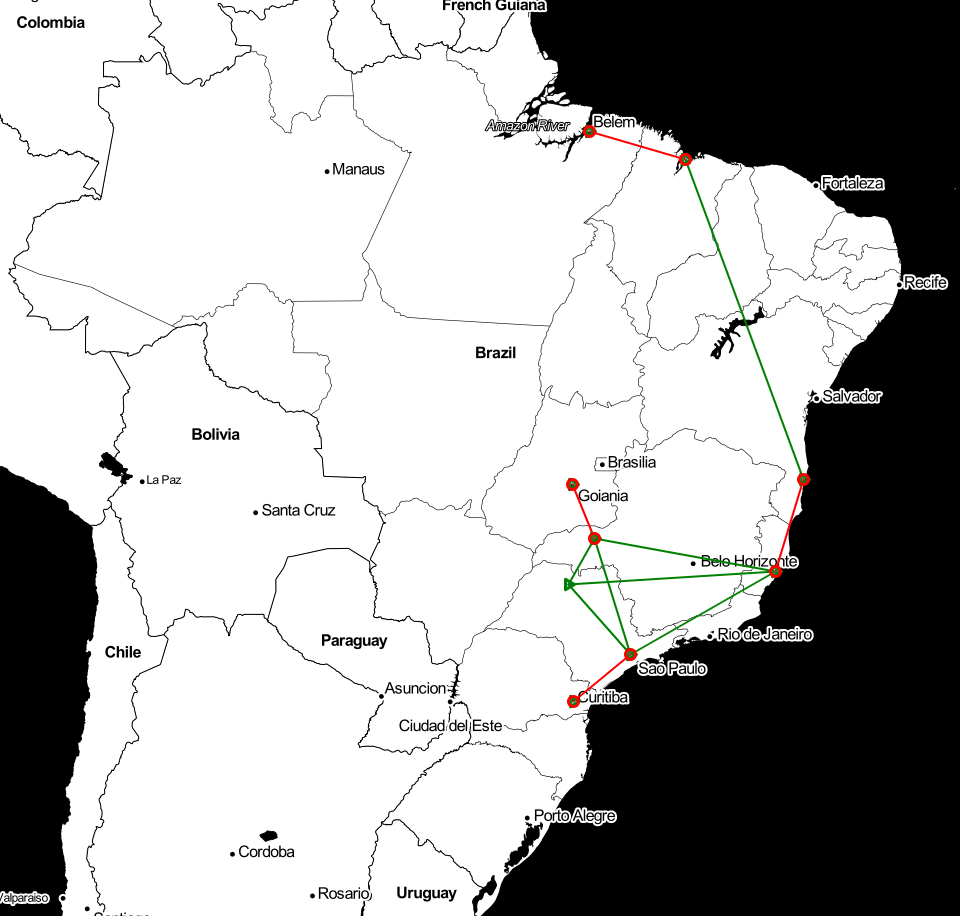 French Guiana
Colombia
Amazon River
Belem
Manaus
Fortaleza
Recife
Brazil
Salvador
Bolivia
Brasilia
La Paz
Goiania
Santa Cruz
Belo Horizonte
Rio de Janeiro
Paraguay
Chile
Sao Paulo
Asuncion
Curitiba
Ciudad del Este
Porto Alegre
Cordoba
Rosario
Uruguay
Valparaiso
Santiago